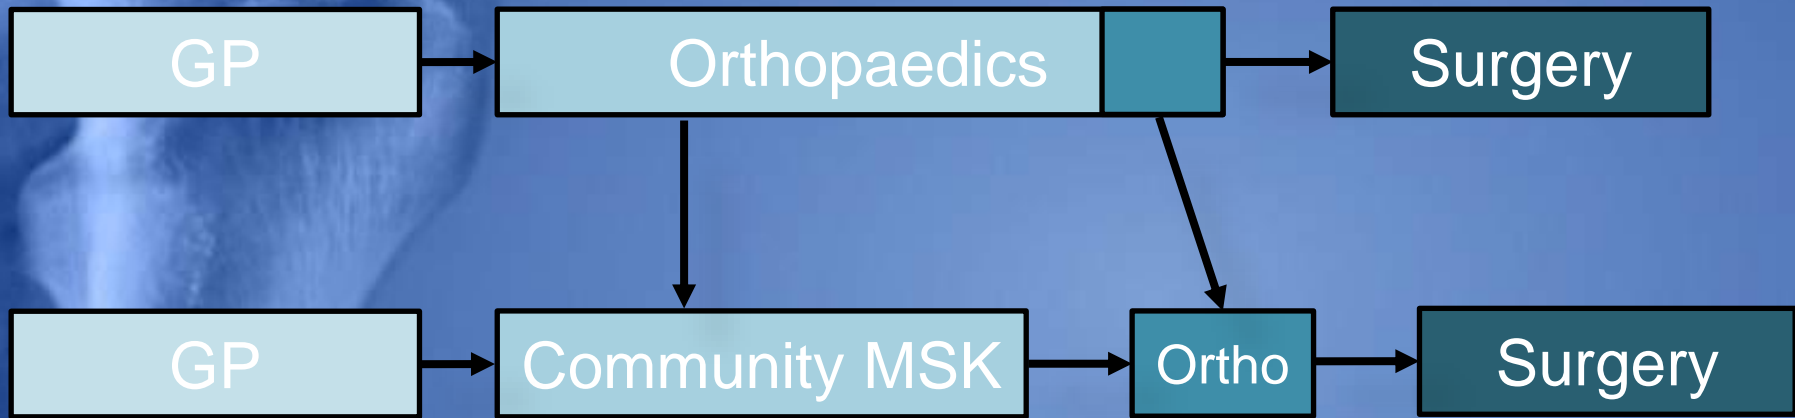 GP
Orthopaedics
Surgery
GP
Community MSK
Ortho
Surgery